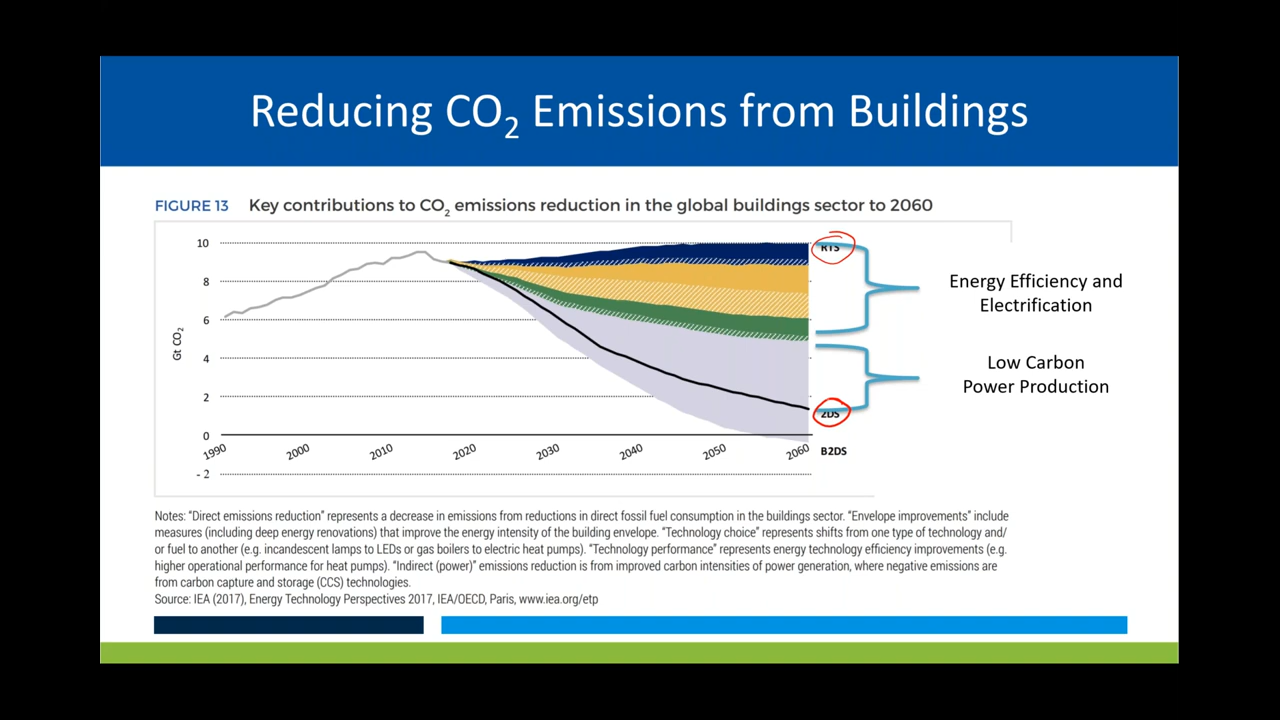 Reducing CO2 Emissions from Buildings
FIGURE 13 Key contributions to CO2 emissions reduction in the global buildings sector to 2060
10
8
6
4
2
0
- 2
Gt CO2
1990
2000
2010
2020
2030
2040
2050
2060
RTS
2DS
B2DS
Energy Efficiency and
Electrification
Low Carbon
Power Production
Notes: “Direct emissions reduction” represents a decrease in emissions from reductions in direct fossil fuel consumption in the buildings sector. “Envelope improvements” include
measures (including deep energy renovations) that improve the energy intensity of the building envelope. “Technology choice” represents shifts from one type of technology and/
or fuel to another (e.g. incandescent lamps to LEDs or gas boilers to electric heat pumps). “Technology performance” represents energy technology efficiency improvements (e.g.
higher operational performance for heat pumps). “Indirect (power)” emissions reduction is from improved carbon intensities of power generation, where negative emissions are
from carbon capture and storage (CCS) technologies.
Source: IEA (2017), Energy Technology Perspectives 2017, IEA/OECD, Paris, www.iea.org/etp